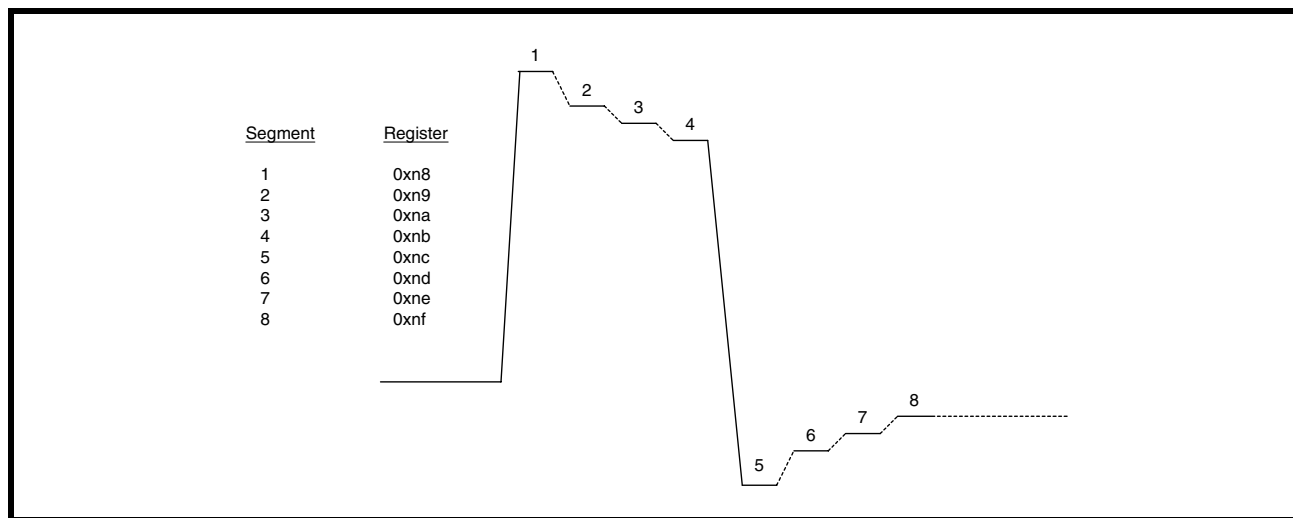 Segment Register
1 0xn8
2 0xn9
3 0xna
4 0xnb
5 0xnc
6 0xnd
7 0xne
8 0xnf
1
2
3
4
5
6
7
8